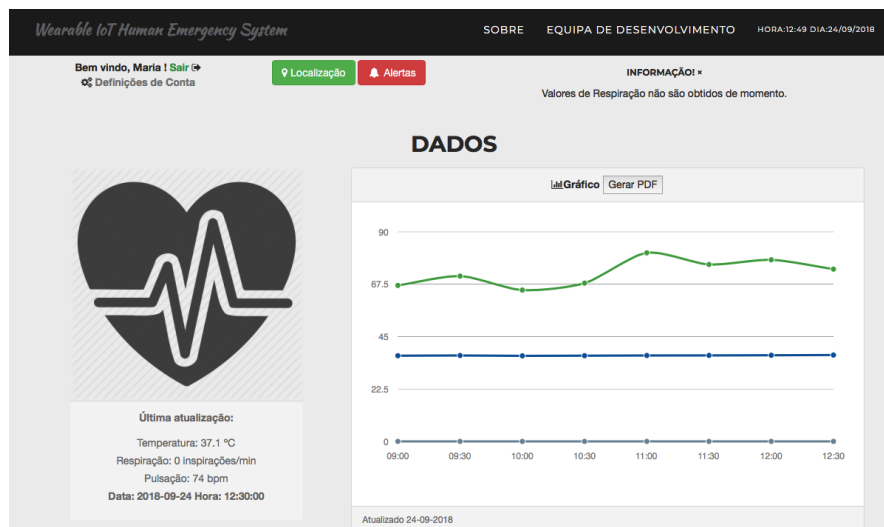 Wearable IoT Human Emergency System
SOBRE
EQUIPA DE DESENVOLVIMENTO
HORA:12:49 DIA:24/09/2018
Bem vindo, Maria ! Sair
Definições de Conta
Localização
Alertas
INFORMAÇÃO! ×
Valores de Respiração não são obtidos de momento.
DADOS
Última atualização:
Temperatura: 37.1 ºC
Respiração: 0 inspirações/min
Pulsação: 74 bpm
Data: 2018-09-24 Hora: 12:30:00
Gráfico Gerar PDF
90
67.5
45
22.5
0
09:00 09:30 10:00 10:30 11:00 11:30 12:00 12:30
Atualizado 24-09-2018